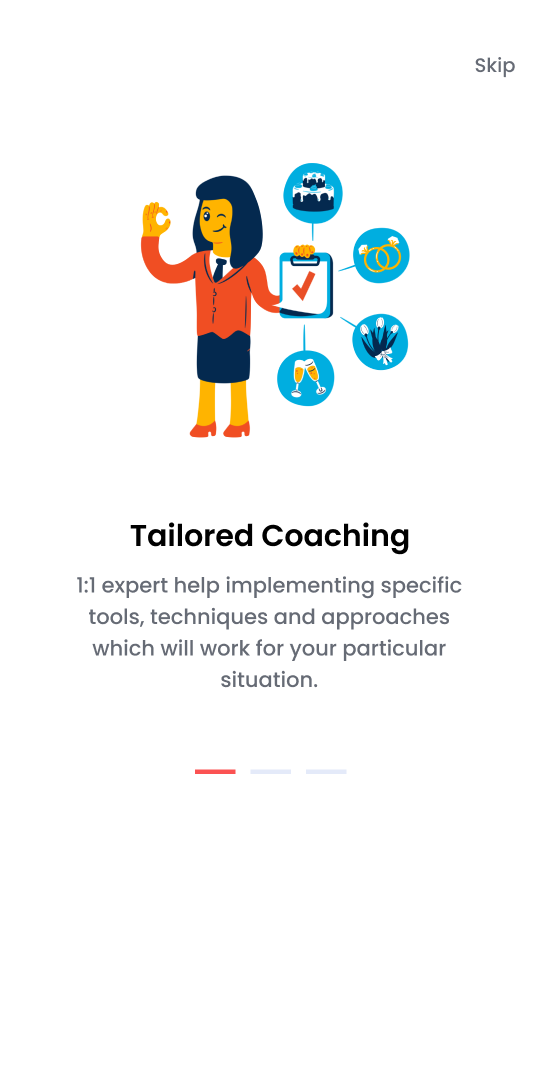 Skip
Tailored Coaching
1:1 expert help implementing specific
tools, techniques and approaches
which will work for your particular
situation.